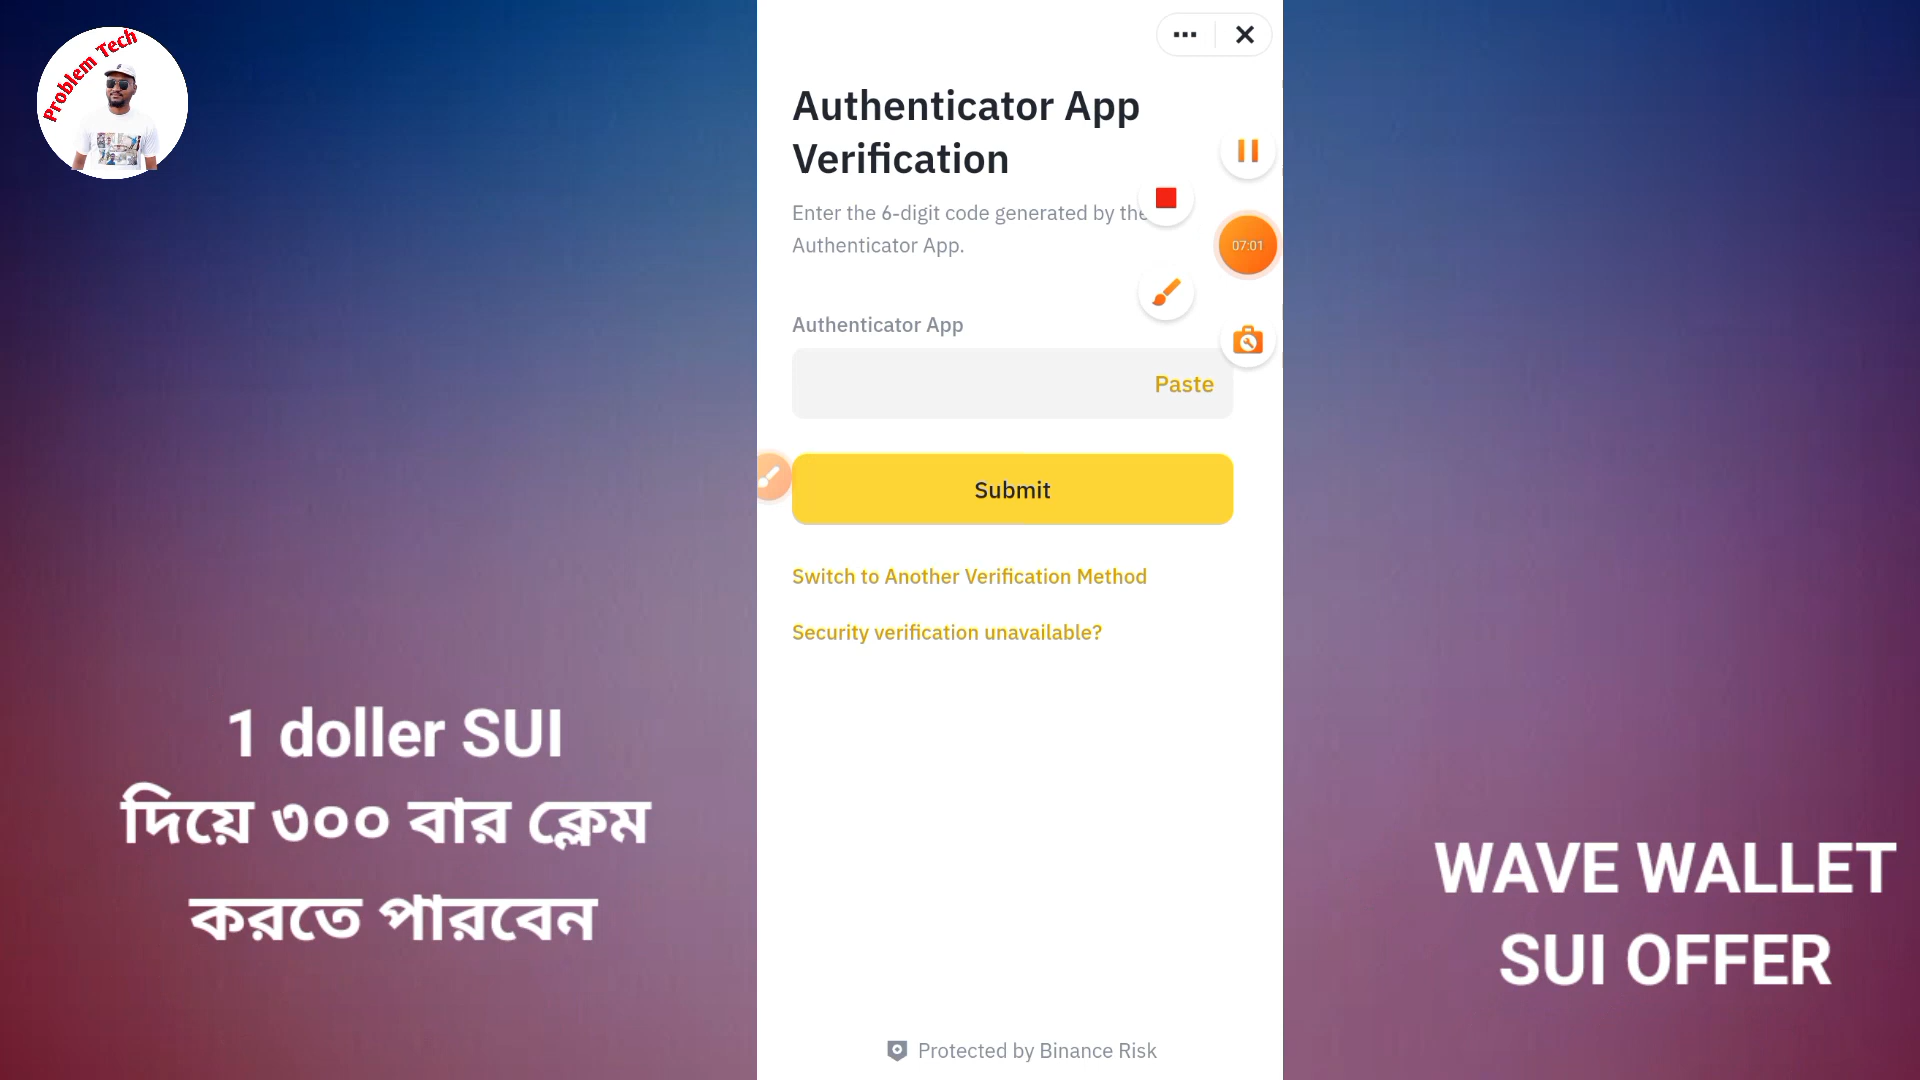 Problem Tech
Authenticator App
Verification
Enter the 6-digit code generated by the
Authenticator App.
07:01
Authenticator App
Paste
Submit
Switch to Another Verification Method
Security verification unavailable?
1 doller SUI
দিয়ে ৩০০ বার ক্লেম
করতে পারবেন
WAVE WALLET
SUI OFFER
Protected by Binance Risk